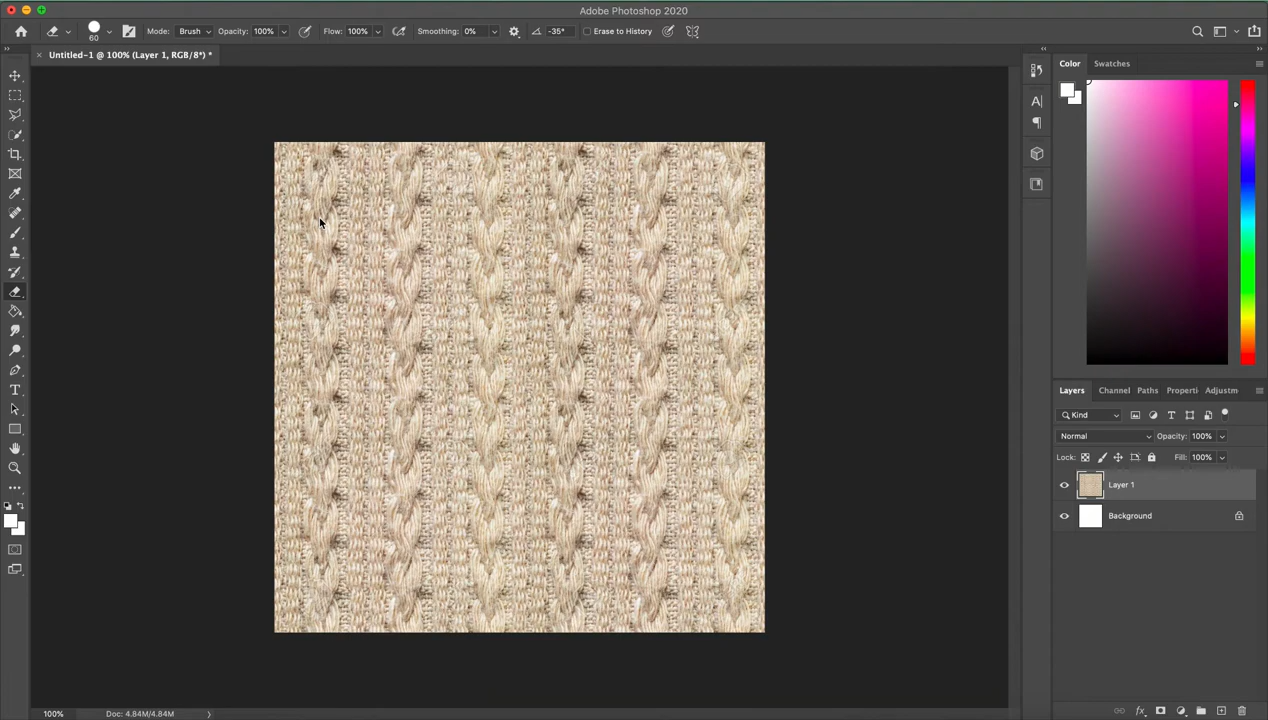 Adobe Photoshop 2020
60 Mode: Brush Opacity: 100% Flow: 100% Smoothing: 0% -35° Erase to History
× Untitled-1 @ 100% (Layer 1, RGB/8*) *
Color Swatches
Layers Channel Paths Properti Adjustm
Kind
Normal Opacity: 100%
Lock: Fill: 100%
Layer 1
Background
100% Doc: 4.84M/4.84M